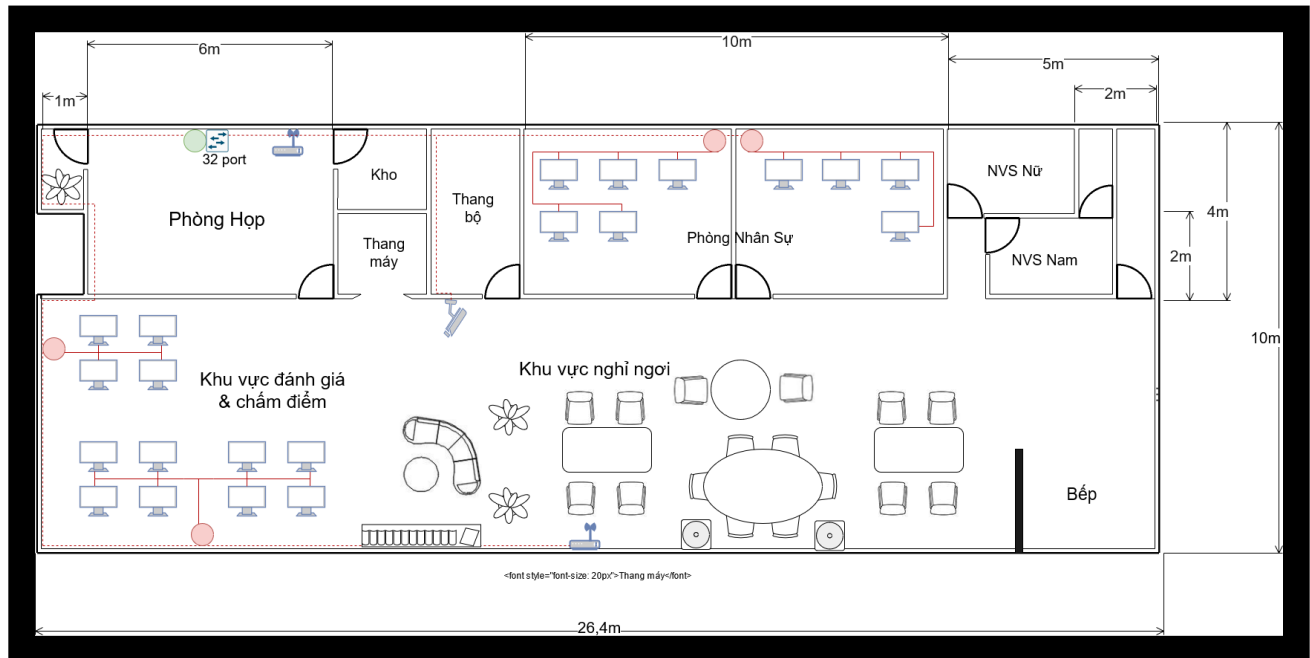 6m
10m
5m
1m
2m
32 port
Kho
NVS Nữ
Phòng Họp
Thang
bộ
4m
Phòng Nhân Sự
Thang
máy
2m
NVS Nam
10m
Khu vực đánh giá
& chấm điểm
Khu vực nghỉ ngơi
Bếp
<font style="font-size: 20px">Thang máy</font>
26,4m